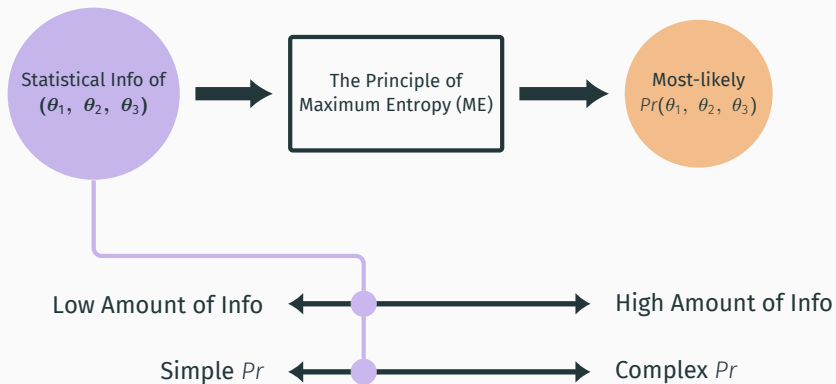 Statistical Info of
(θ₁, θ₂, θ₃)
The Principle of
Maximum Entropy (ME)
Most-likely
Pr(θ₁, θ₂, θ₃)
Low Amount of Info
High Amount of Info
Simple Pr
Complex Pr